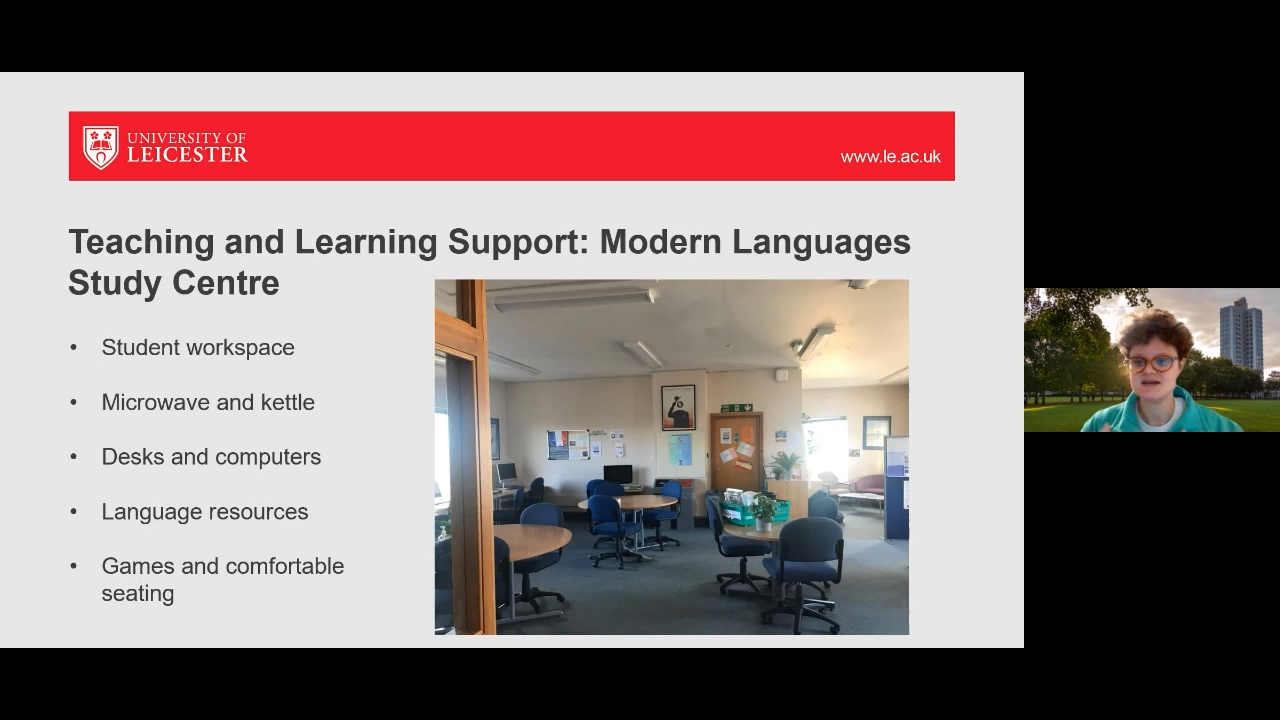 UNIVERSITY OF
LEICESTER
www.le.ac.uk
Teaching and Learning Support: Modern Languages
Study Centre
• Student workspace
• Microwave and kettle
• Desks and computers
• Language resources
• Games and comfortable
seating